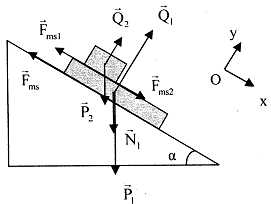 Q⃗₂ Q⃗₁
F⃗ms1
y
F⃗ms
F⃗ms2
O
x
P⃗₂
N⃗₁
α
P⃗₁